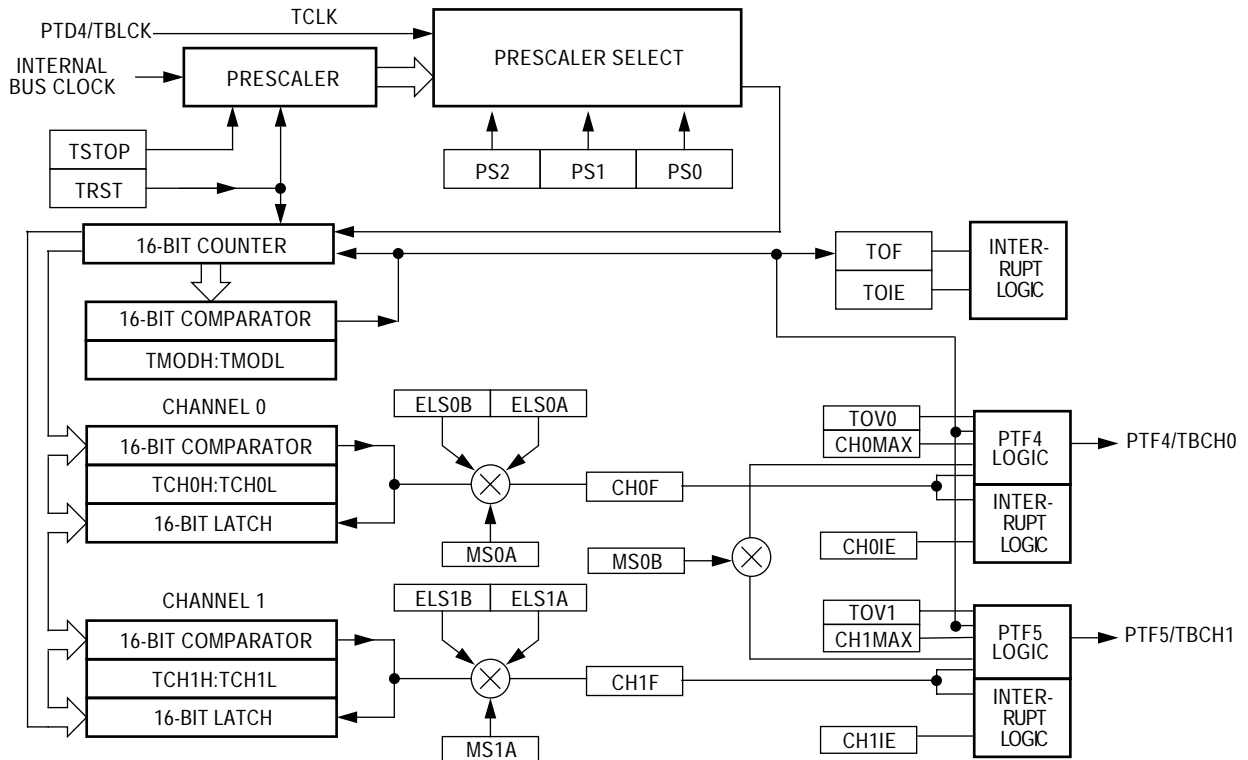 TCLK
PTD4/TBLCK
PRESCALER SELECT
INTERNAL
BUS CLOCK
PRESCALER
TSTOP
TRST
PS2
PS1
PS0
16-BIT COUNTER
TOF
TOIE
INTER-
RUPT
LOGIC
16-BIT COMPARATOR
TMODH:TMODL
CHANNEL 0
ELS0B
ELS0A
16-BIT COMPARATOR
TCH0H:TCH0L
16-BIT LATCH
MS0A
CH0F
MS0B
TOV0
CH0MAX
PTF4
LOGIC
PTF4/TBCH0
INTER-
RUPT
LOGIC
CH0IE
CHANNEL 1
ELS1B
ELS1A
16-BIT COMPARATOR
TCH1H:TCH1L
16-BIT LATCH
MS1A
CH1F
TOV1
CH1MAX
PTF5
LOGIC
PTF5/TBCH1
INTER-
RUPT
LOGIC
CH1IE